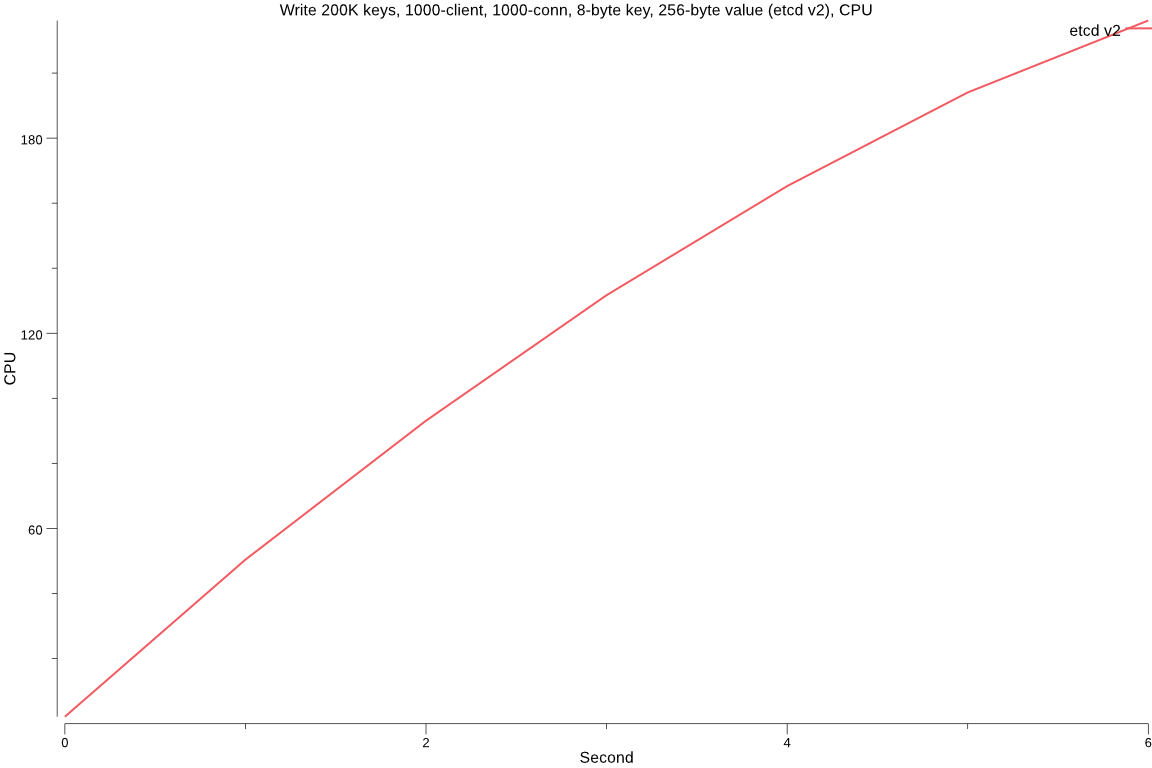 Write 200K keys, 1000-client, 1000-conn, 8-byte key, 256-byte value (etcd v2), CPU
etcd v2
180
120
60
CPU
0 2 4 6
Second